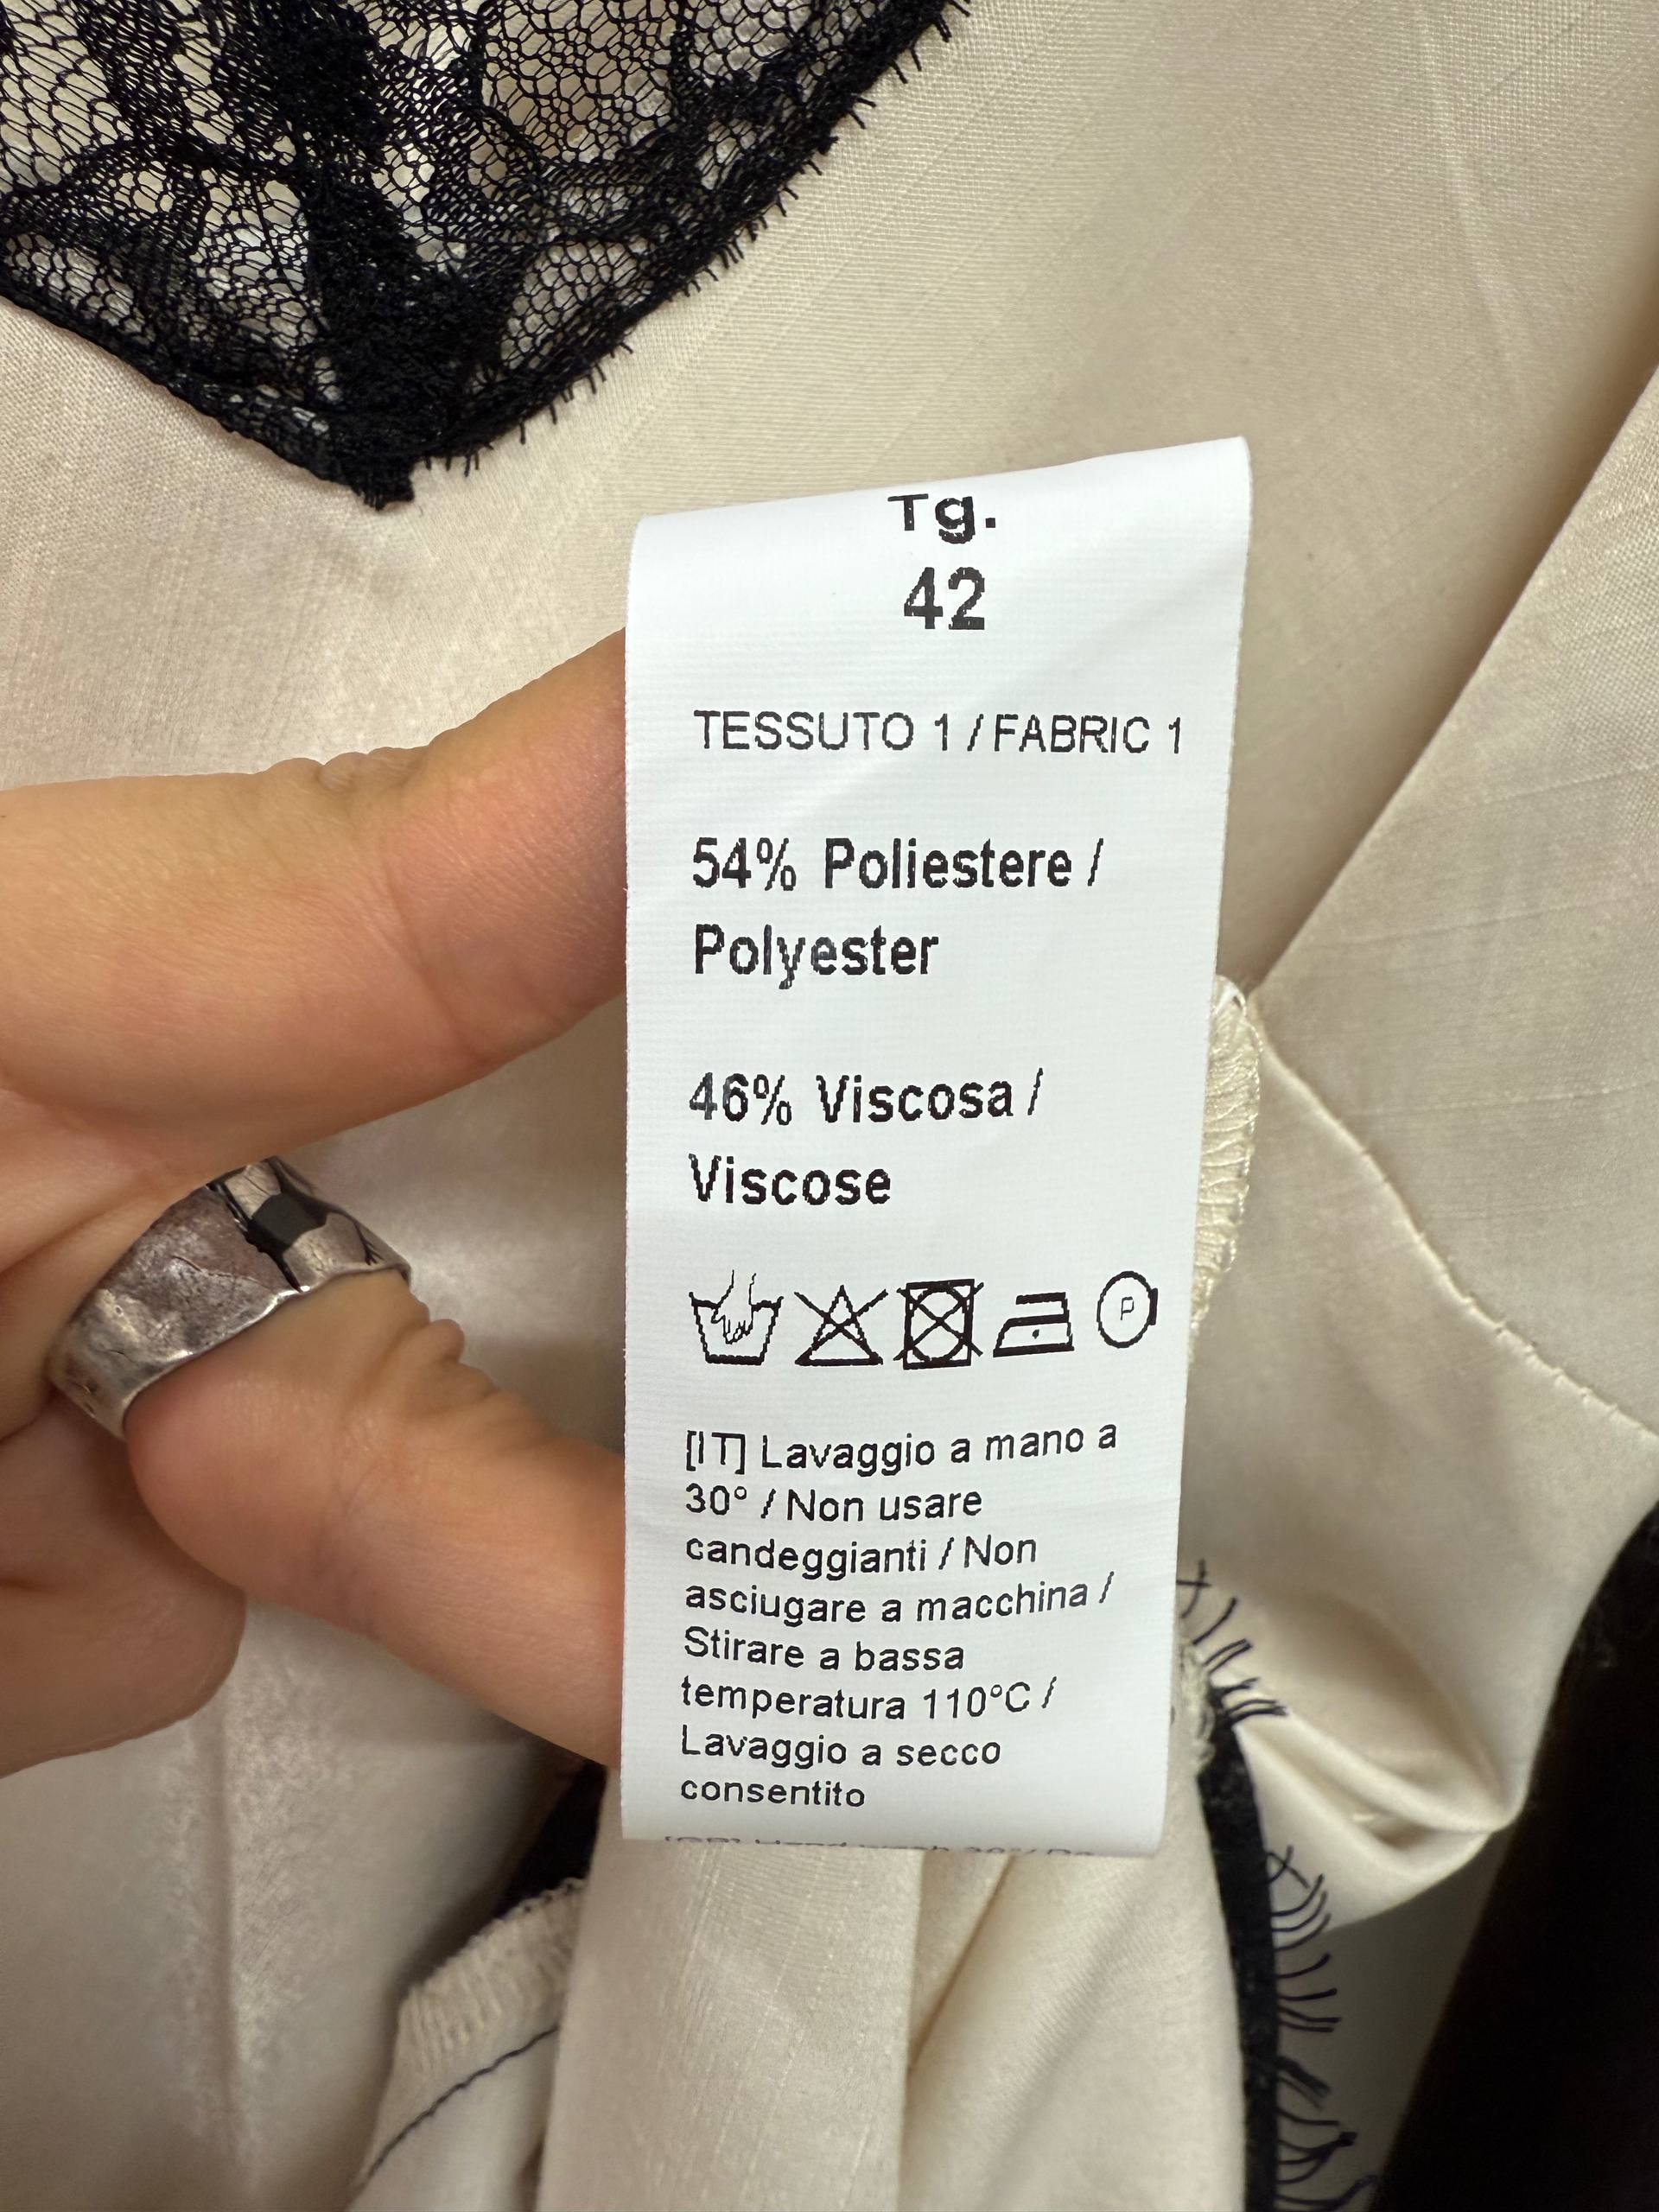 Tg.
42
TESSUTO 1 / FABRIC 1
54% Poliestere /
Polyester
46% Viscosa /
Viscose
P
[IT] Lavaggio a mano a
30° / Non usare
candeggianti / Non
asciugare a macchina /
Stirare a bassa
temperatura 110°C /
Lavaggio a secco
consentito